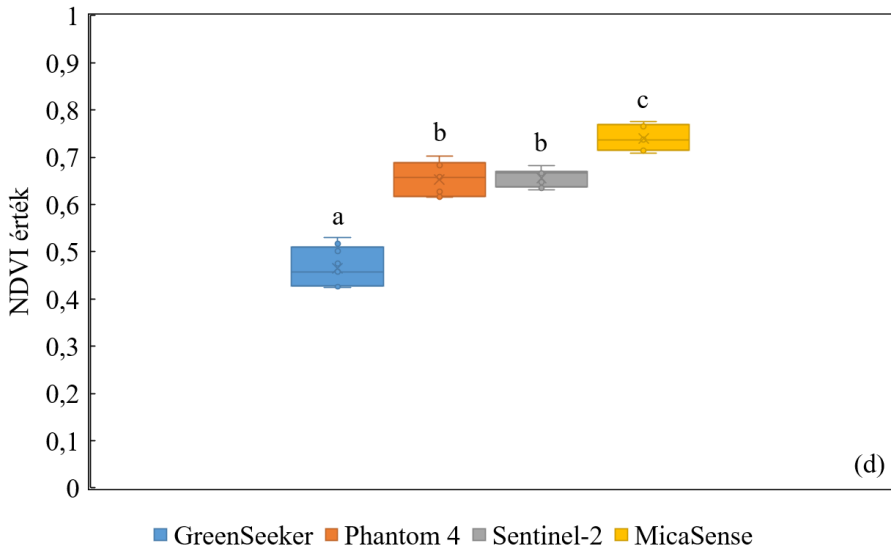 1
0,9
0,8
0,7
0,6
0,5
0,4
0,3
0,2
0,1
0
NDVI érték
a
b
b
c
(d)
GreenSeeker Phantom 4 Sentinel-2 MicaSense